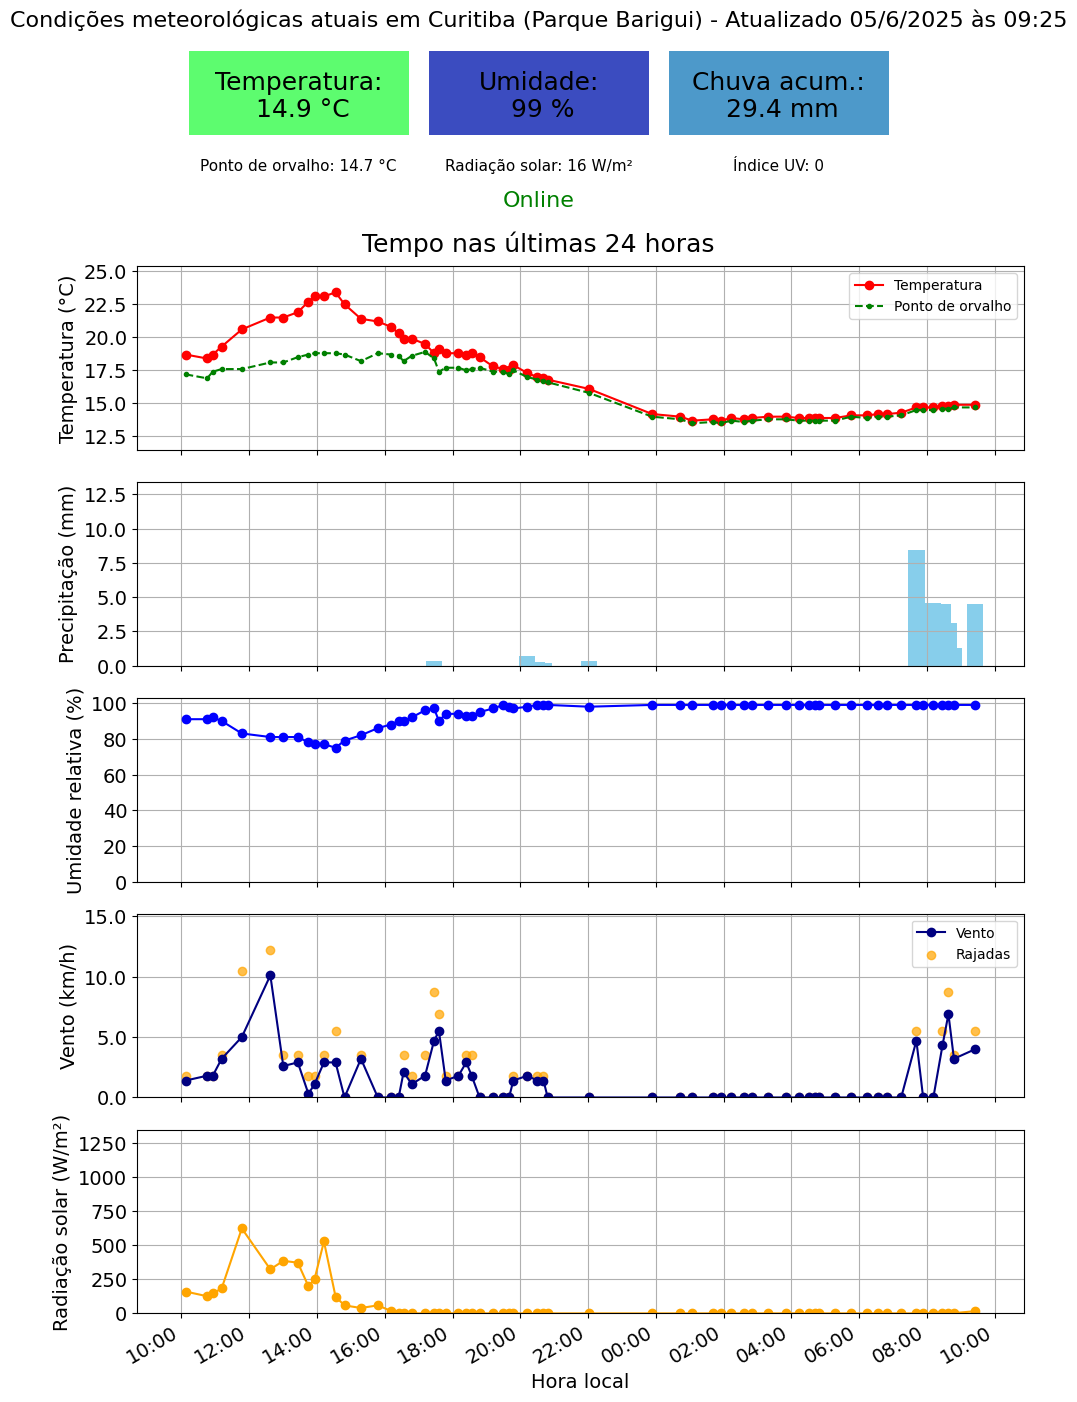 Condições meteorológicas atuais em Curitiba (Parque Barigui) - Atualizado 05/6/2025 às 09:25
Temperatura:
14.9 °C
Umidade:
99 %
Chuva acum.:
29.4 mm
Ponto de orvalho: 14.7 °C
Radiação solar: 16 W/m²
Índice UV: 0
Online
Tempo nas últimas 24 horas
Temperatura (°C)
25.0
22.5
20.0
17.5
15.0
12.5
Temperatura
Ponto de orvalho
Precipitação (mm)
12.5
10.0
7.5
5.0
2.5
0.0
Umidade relativa (%)
100
80
60
40
20
0
Vento (km/h)
15.0
10.0
5.0
0.0
Vento
Rajadas
Radiação solar (W/m²)
1250
1000
750
500
250
0
10:00
12:00
14:00
16:00
18:00
20:00
22:00
00:00
02:00
04:00
06:00
08:00
10:00
Hora local